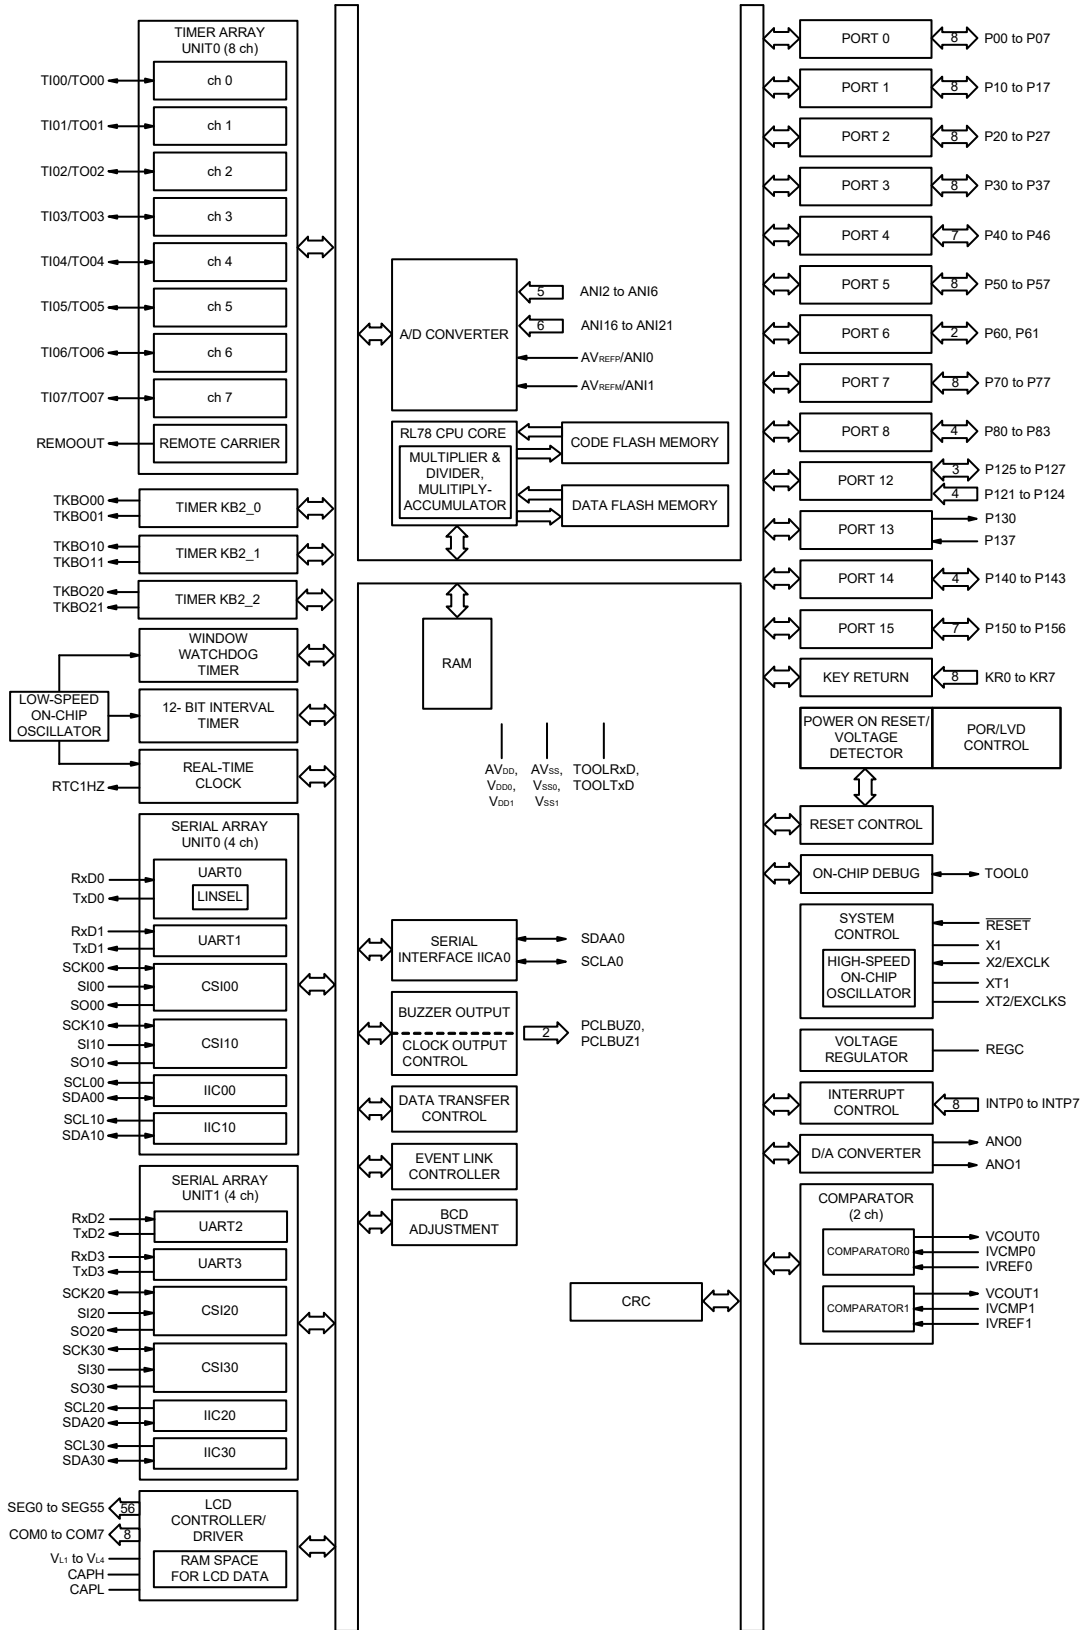 TIMER ARRAY
UNIT0 (8 ch)
TI00/TO00
ch 0
TI01/TO01
ch 1
TI02/TO02
ch 2
TI03/TO03
ch 3
TI04/TO04
ch 4
TI05/TO05
ch 5
TI06/TO06
ch 6
TI07/TO07
ch 7
REMOOUT
REMOTE CARRIER
TKBO00
TKBO01
TIMER KB2_0
TKBO10
TKBO11
TIMER KB2_1
TKBO20
TKBO21
TIMER KB2_2
WINDOW
WATCHDOG
TIMER
LOW-SPEED
ON-CHIP
OSCILLATOR
12- BIT INTERVAL
TIMER
REAL-TIME
CLOCK
RTC1HZ
SERIAL ARRAY
UNIT0 (4 ch)
RxD0
TxD0
UART0
LINSEL
RxD1
TxD1
UART1
SCK00
SI00
SO00
CSI00
SCK10
SI10
SO10
CSI10
SCL00
SDA00
IIC00
SCL10
SDA10
IIC10
SERIAL ARRAY
UNIT1 (4 ch)
RxD2
TxD2
UART2
RxD3
TxD3
UART3
SCK20
SI20
SO20
CSI20
SCK30
SI30
SO30
CSI30
SCL20
SDA20
IIC20
SCL30
SDA30
IIC30
SEG0 to SEG55
56
COM0 to COM7
8
VL1 to VL4
CAPH
CAPL
LCD
CONTROLLER/
DRIVER
RAM SPACE
FOR LCD DATA
A/D CONVERTER
5
ANI2 to ANI6
6
ANI16 to ANI21
AVREFP/ANI0
AVREFM/ANI1
RL78 CPU CORE
MULTIPLIER &
DIVIDER,
MULITIPLY-
ACCUMULATOR
CODE FLASH MEMORY
DATA FLASH MEMORY
RAM
AVDD,
VDD0,
VDD1
AVSS,
VSS0,
VSS1
TOOLRxD,
TOOLTxD
SERIAL
INTERFACE IICA0
SDAA0
SCLA0
BUZZER OUTPUT
CLOCK OUTPUT
CONTROL
2
PCLBUZ0,
PCLBUZ1
DATA TRANSFER
CONTROL
EVENT LINK
CONTROLLER
BCD
ADJUSTMENT
CRC
PORT 0
8
P00 to P07
PORT 1
8
P10 to P17
PORT 2
8
P20 to P27
PORT 3
8
P30 to P37
PORT 4
7
P40 to P46
PORT 5
8
P50 to P57
PORT 6
2
P60, P61
PORT 7
8
P70 to P77
PORT 8
4
P80 to P83
PORT 12
3
P125 to P127
4
P121 to P124
PORT 13
P130
P137
PORT 14
4
P140 to P143
PORT 15
7
P150 to P156
KEY RETURN
8
KR0 to KR7
POWER ON RESET/
VOLTAGE
DETECTOR
POR/LVD
CONTROL
RESET CONTROL
ON-CHIP DEBUG
TOOL0
SYSTEM
CONTROL
HIGH-SPEED
ON-CHIP
OSCILLATOR
RESET
X1
X2/EXCLK
XT1
XT2/EXCLKS
VOLTAGE
REGULATOR
REGC
INTERRUPT
CONTROL
8
INTP0 to INTP7
D/A CONVERTER
ANO0
ANO1
COMPARATOR
(2 ch)
COMPARATOR0
VCOUT0
IVCMP0
IVREF0
COMPARATOR1
VCOUT1
IVCMP1
IVREF1